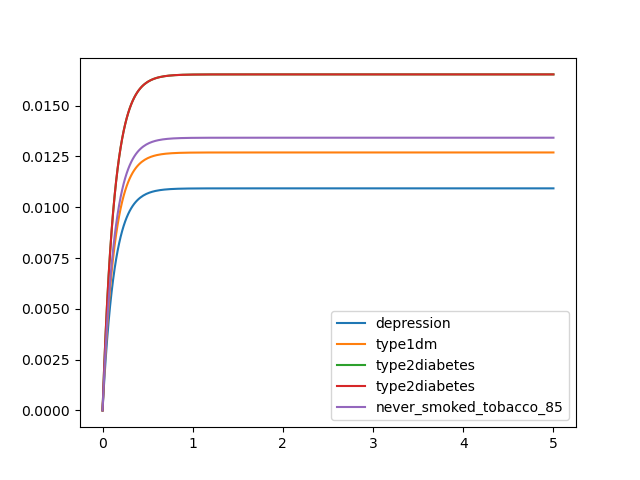 0.0150
0.0125
0.0100
0.0075
0.0050
0.0025
0.0000
0 1 2 3 4 5
depression
type1dm
type2diabetes
type2diabetes
never_smoked_tobacco_85